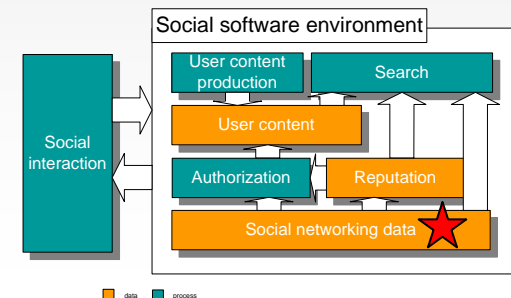 Social software environment
User content
production
Search
User content
Social
interaction
Authorization
Reputation
Social networking data
data
process